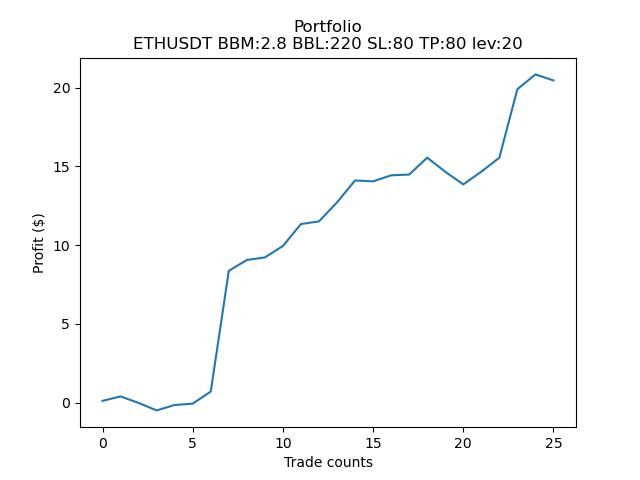 Portfolio
ETHUSDT BBM:2.8 BBL:220 SL:80 TP:80 lev:20
20
15
10
5
0
Profit ($)
0 5 10 15 20 25
Trade counts